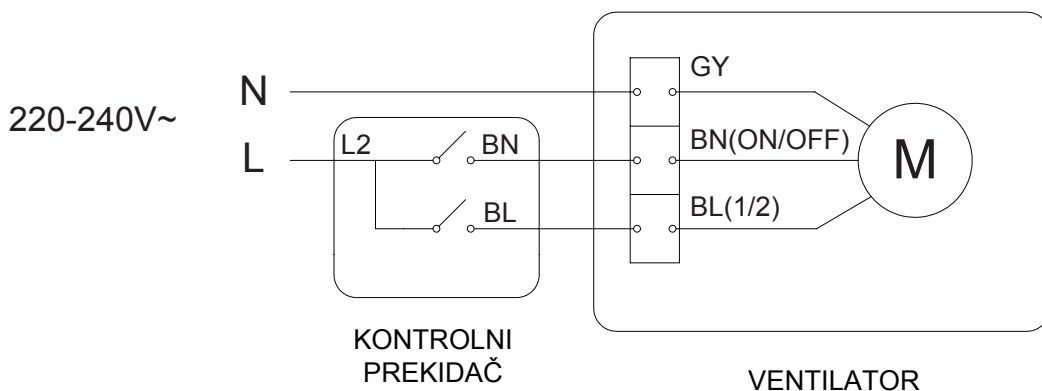 220-240V~
N
L
L2
BN
BL
GY
BN(ON/OFF)
BL(1/2)
M
KONTROLNI
PREKIDAČ
VENTILATOR